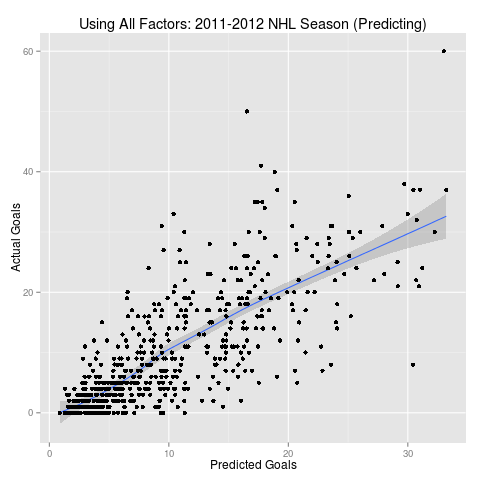 Using All Factors: 2011-2012 NHL Season (Predicting)
Actual Goals
60
40
20
0
0 10 20 30
Predicted Goals